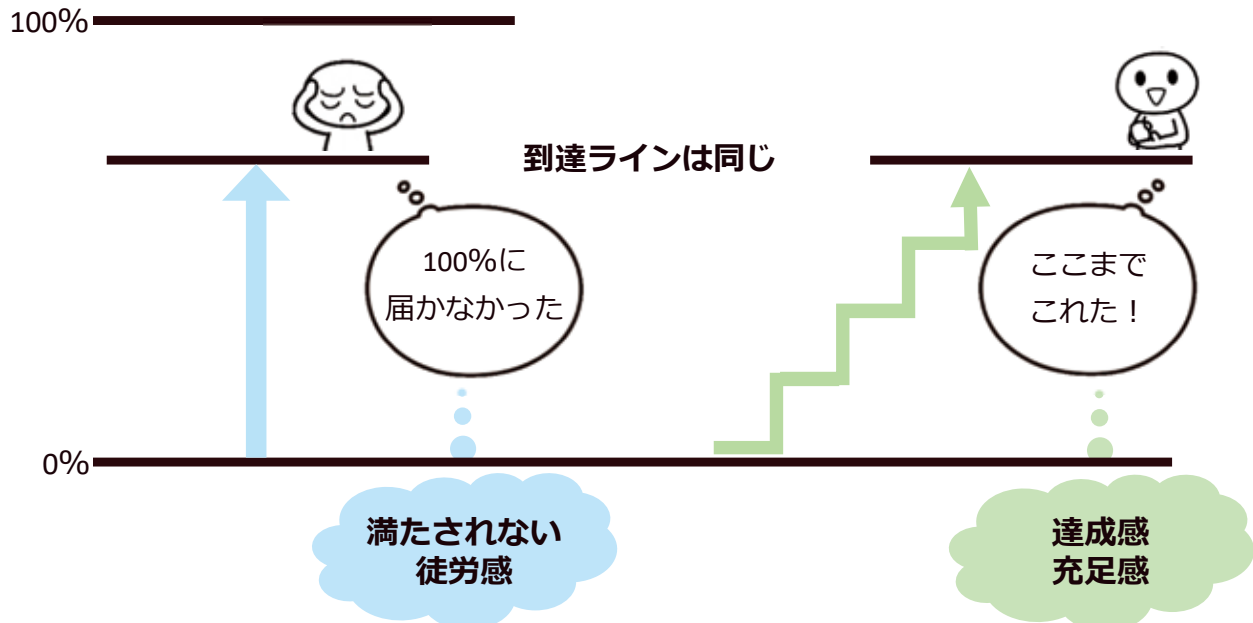 100%
到達ラインは同じ
100%に
届かなかった
ここまで
これた！
0%
満たされない
徒労感
達成感
充足感